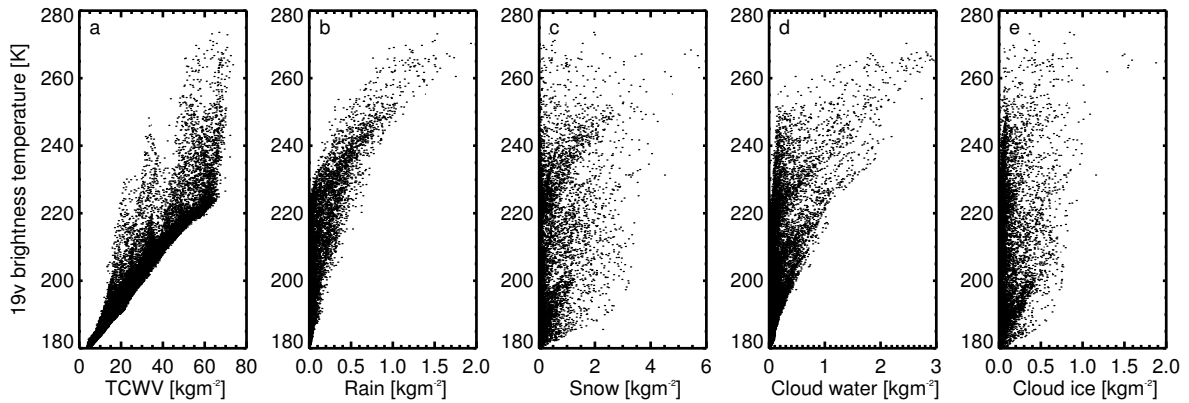 a
b
c
d
e
19v brightness temperature [K]
280
260
240
220
200
180
0 20 40 60 80
TCWV [kgm-2]
280
260
240
220
200
180
0.0 0.5 1.0 1.5 2.0
Rain [kgm-2]
280
260
240
220
200
180
0 2 4 6
Snow [kgm-2]
280
260
240
220
200
180
0 1 2 3
Cloud water [kgm-2]
280
260
240
220
200
180
0.0 0.5 1.0 1.5 2.0
Cloud ice [kgm-2]